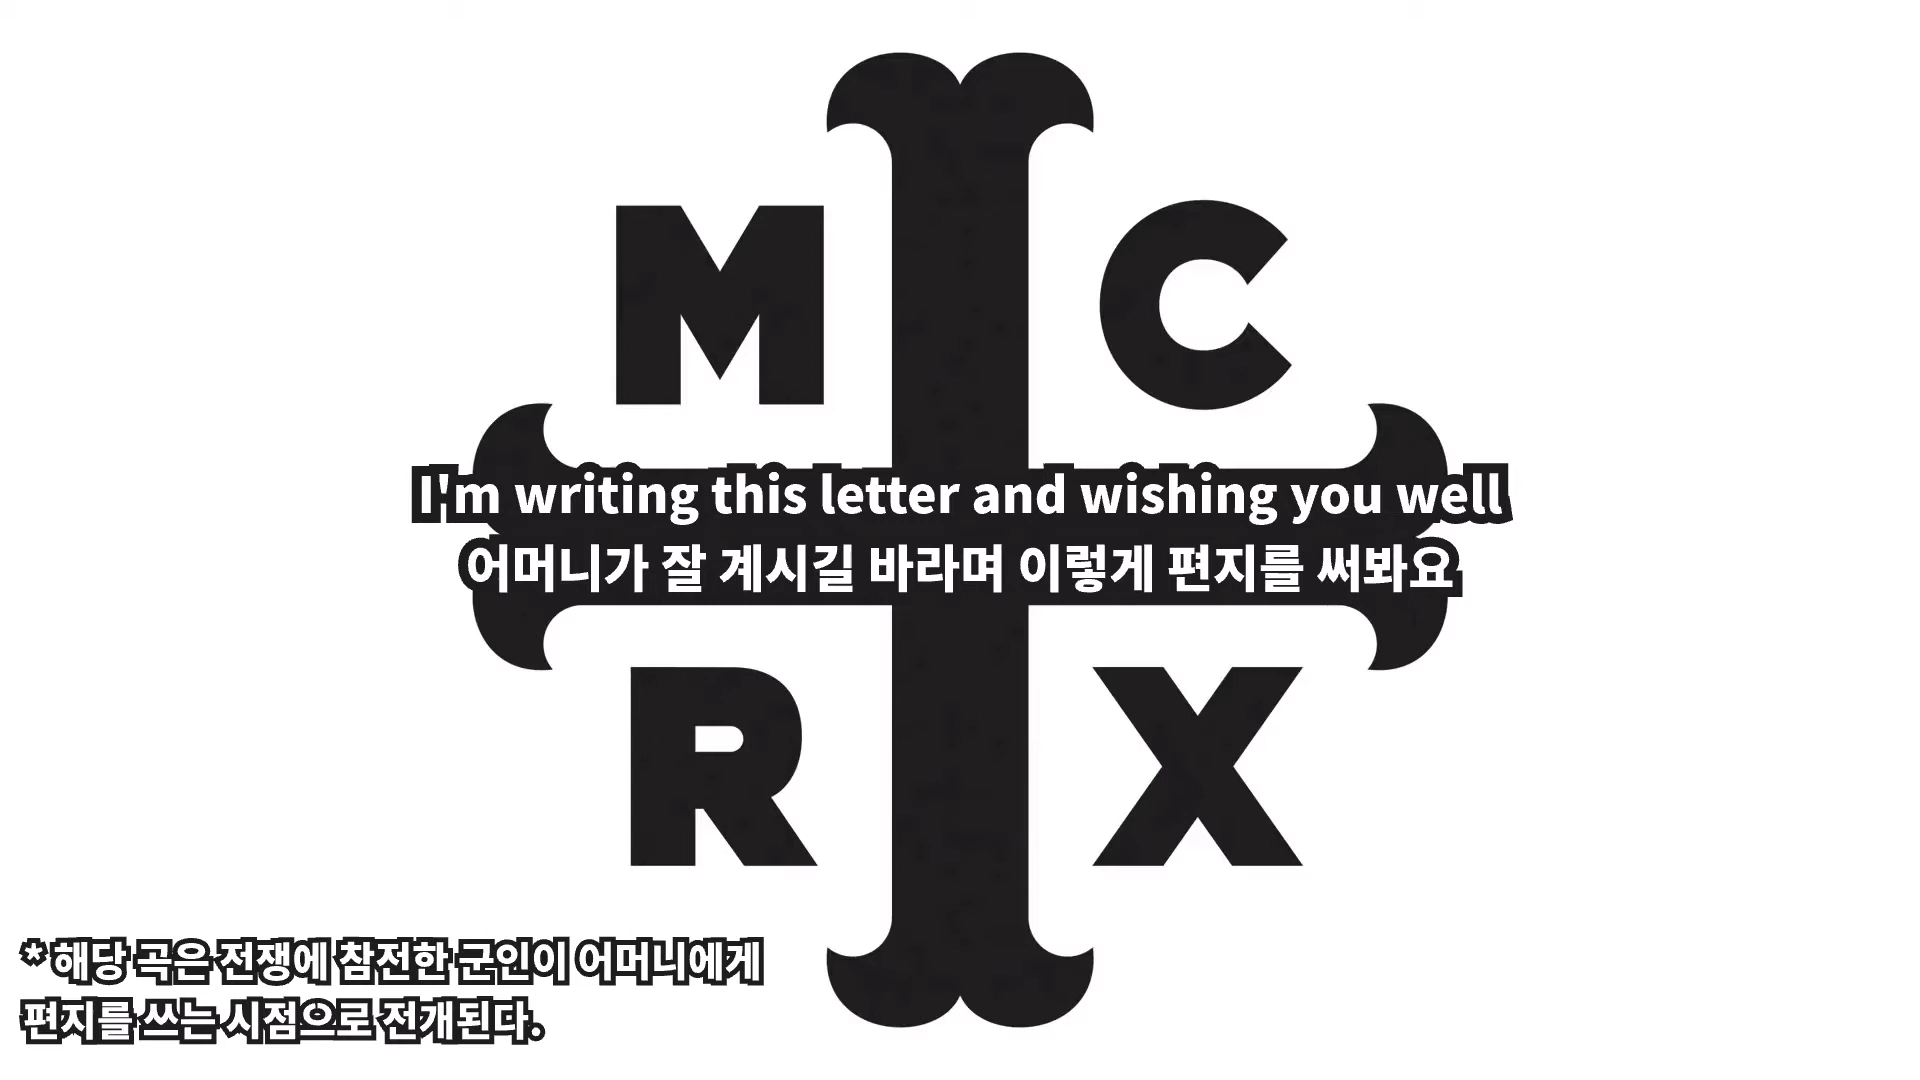 M C
I'm writing this letter and wishing you well
어머니가 잘 계시길 바라며 이렇게 편지를 써봐요
R X
*해당 곡은 전쟁에 참전한 군인이 어머니에게
편지를 쓰는 시점으로 전개된다.